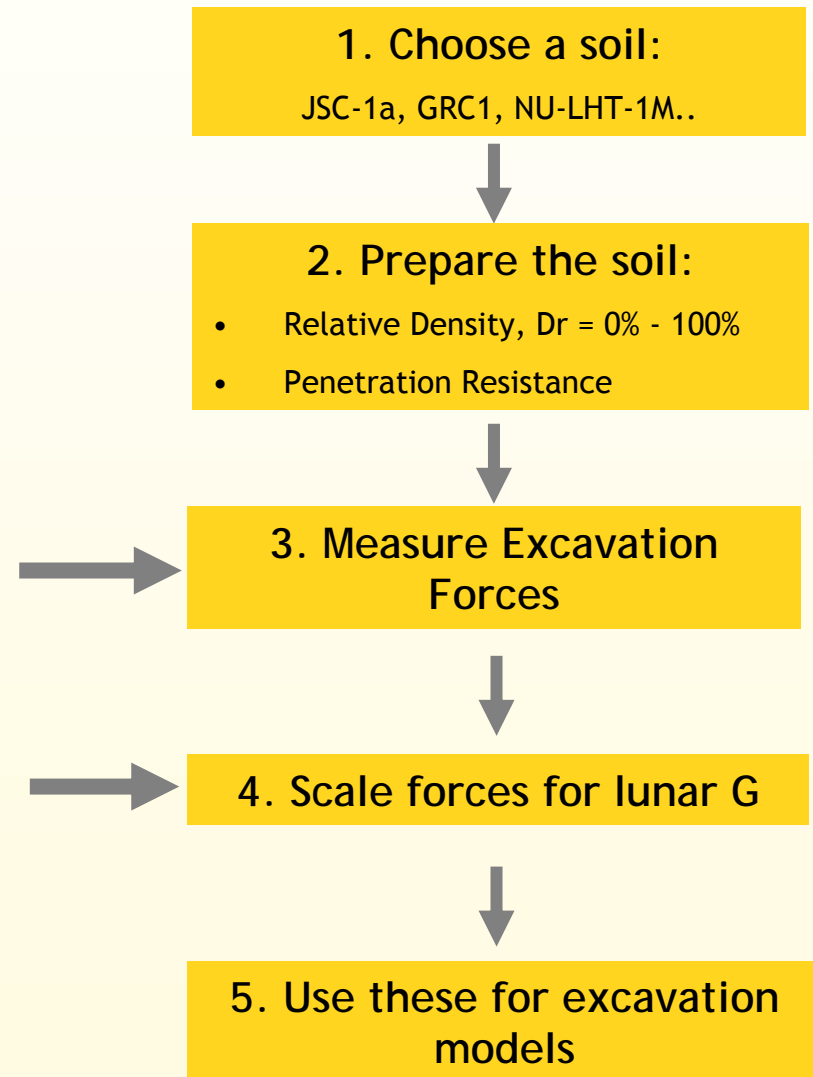 1. Choose a soil:
JSC-1a, GRC1, NU-LHT-1M..
2. Prepare the soil:
• Relative Density, Dr = 0% - 100%
• Penetration Resistance
3. Measure Excavation
Forces
4. Scale forces for lunar G
5. Use these for excavation
models